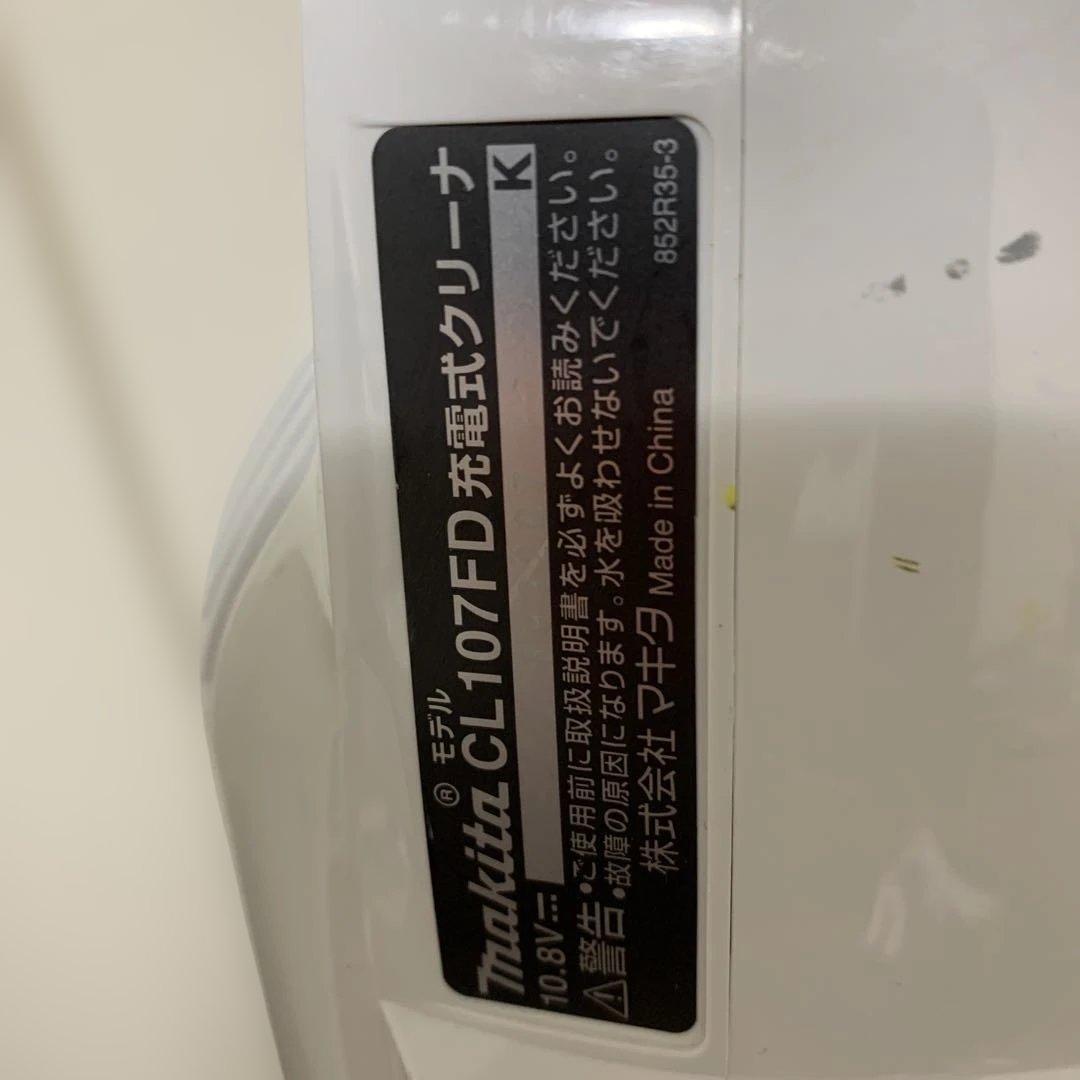 モデル
makita® CL107FD 充電式クリーナ
10.8V⎓ K
⚠警告 •ご使用前に取扱説明書を必ずよくお読みください。
•故障の原因になります。水を吸わせないでください。
株式会社 マキタ Made in China 852R35-3